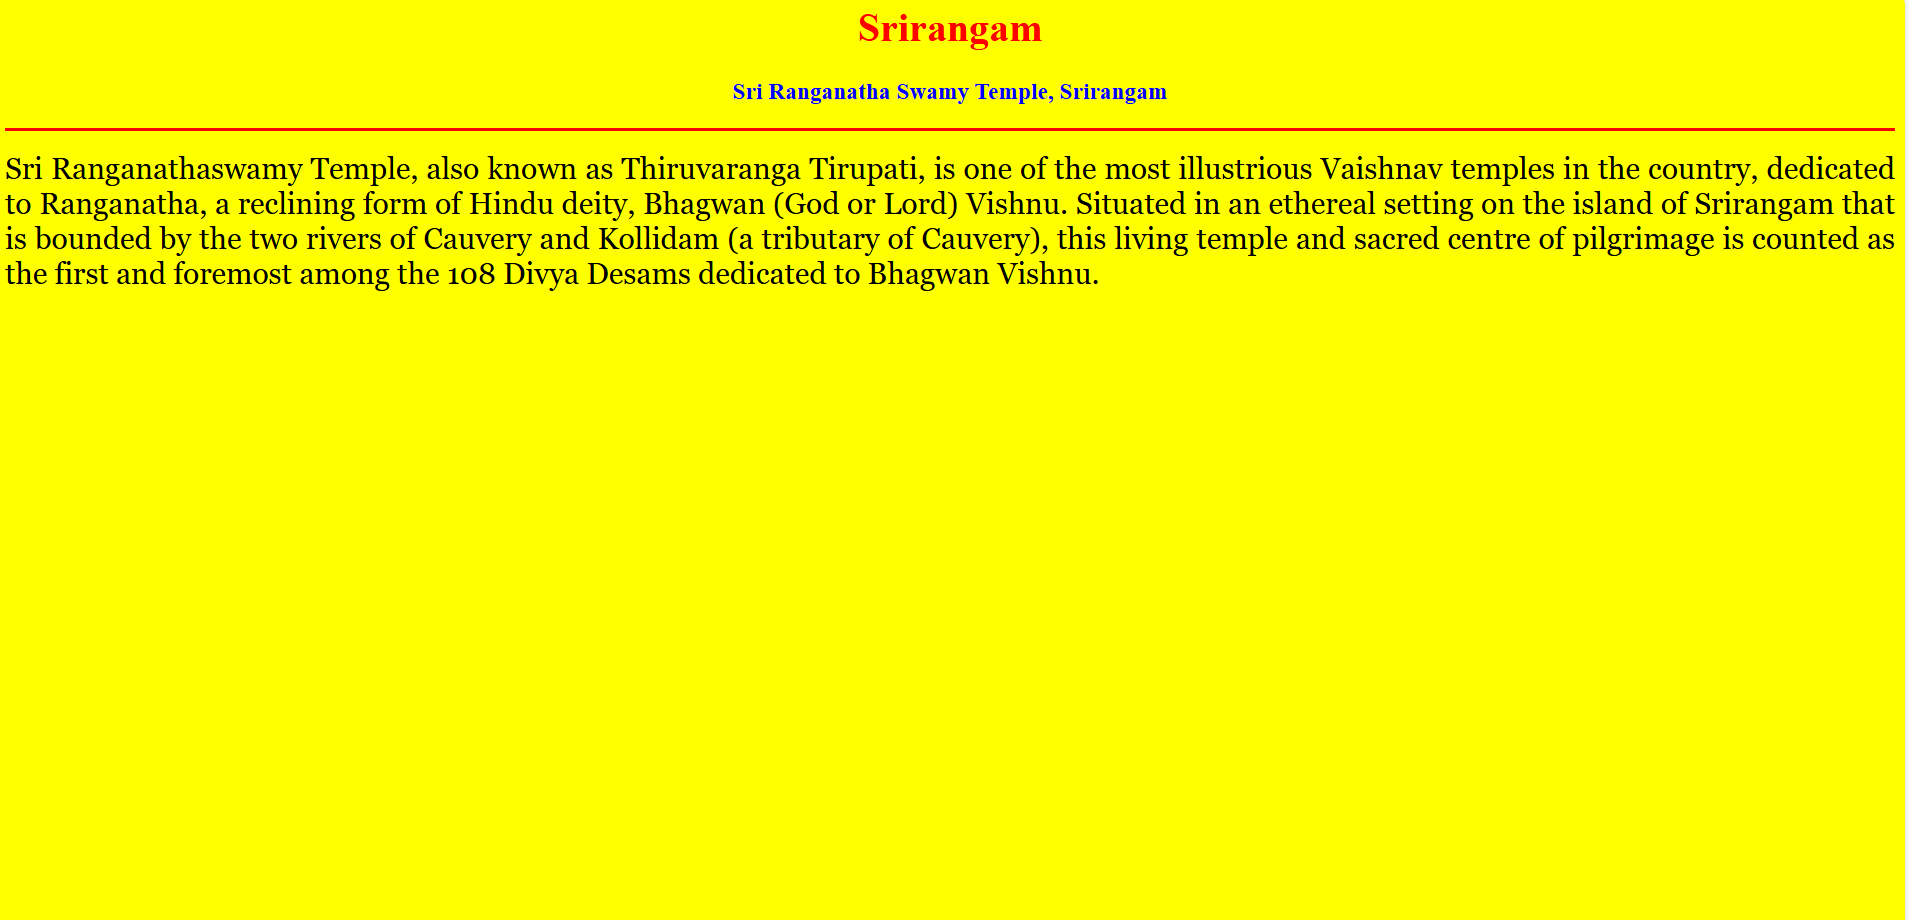 Srirangam
Sri Ranganatha Swamy Temple, Srirangam
Sri Ranganathaswamy Temple, also known as Thiruvaranga Tirupati, is one of the most illustrious Vaishnav temples in the country, dedicated
to Ranganatha, a reclining form of Hindu deity, Bhagwan (God or Lord) Vishnu. Situated in an ethereal setting on the island of Srirangam that
is bounded by the two rivers of Cauvery and Kollidam (a tributary of Cauvery), this living temple and sacred centre of pilgrimage is counted as
the first and foremost among the 108 Divya Desams dedicated to Bhagwan Vishnu.